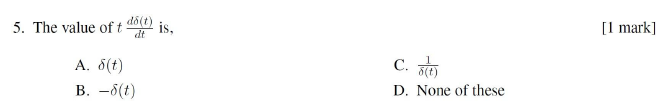 5. The value of t dδ(t)/dt is, [1 mark]
A. δ(t) C. 1/δ(t)
B. −δ(t) D. None of these